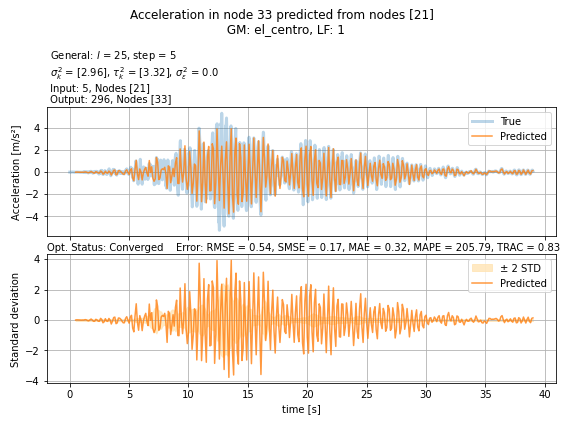 Acceleration in node 33 predicted from nodes [21]
GM: el_centro, LF: 1
General: l = 25, step = 5
σ²ₖ = [2.96], τ²ₖ = [3.32], σ²ε = 0.0
Input: 5, Nodes [21]
Output: 296, Nodes [33]
Acceleration [m/s²]
4
2
0
−2
−4
True
Predicted
Opt. Status: Converged Error: RMSE = 0.54, SMSE = 0.17, MAE = 0.32, MAPE = 205.79, TRAC = 0.83
Standard deviation
4
2
0
−2
−4
± 2 STD
Predicted
0 5 10 15 20 25 30 35 40
time [s]